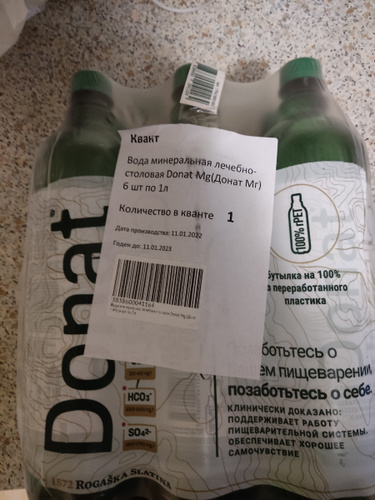 Квант
Вода минеральная лечебно-
столовая Donat Mg(Донат Мг)
6 шт по 1л
Количество в кванте 1
Дата производства: 11.01.2022
Годен до: 11.01.2023
3838600041164
Donat
HCO₃⁻
SO₄²⁻
1572 ROGAŠKA SLATINA
100% rPET
бутылка на 100%
переработанного
пластика
позаботьтесь о себе.
КЛИНИЧЕСКИ ДОКАЗАНО:
ПОДДЕРЖИВАЕТ РАБОТУ
ПИЩЕВАРИТЕЛЬНОЙ СИСТЕМЫ.
ОБЕСПЕЧИВАЕТ ХОРОШЕЕ
САМОЧУВСТВИЕ